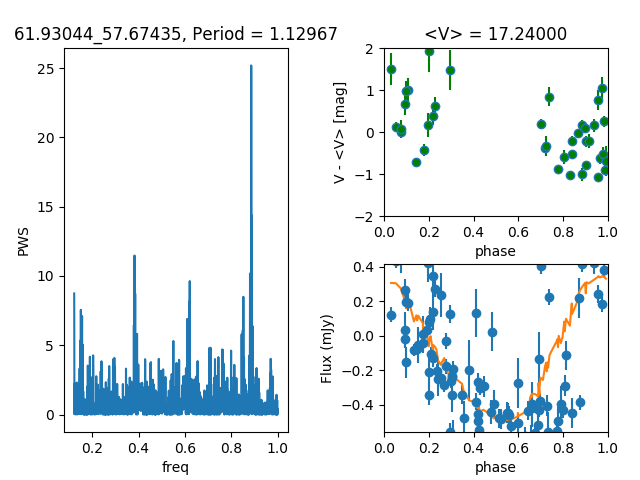 61.93044_57.67435, Period = 1.12967
PWS
25
20
15
10
5
0
0.2 0.4 0.6 0.8 1.0
freq
<V> = 17.24000
V - <V> [mag]
2
1
0
−1
−2
0.0 0.2 0.4 0.6 0.8 1.0
phase
Flux (mJy)
0.4
0.2
0.0
−0.2
−0.4
0.0 0.2 0.4 0.6 0.8 1.0
phase